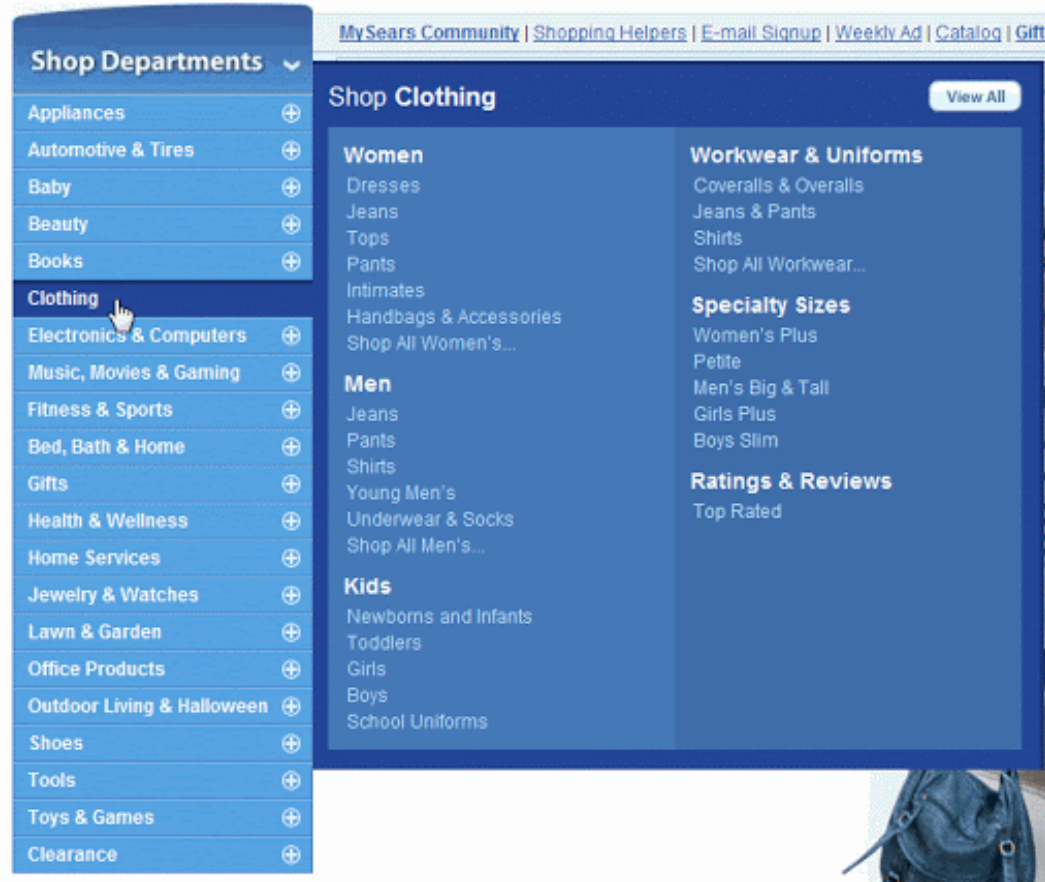 MySears Community | Shopping Helpers | E-mail Signup | Weekly Ad | Catalog | Gift
Shop Departments
Appliances
Automotive & Tires
Baby
Beauty
Books
Clothing
Electronics & Computers
Music, Movies & Gaming
Fitness & Sports
Bed, Bath & Home
Gifts
Health & Wellness
Home Services
Jewelry & Watches
Lawn & Garden
Office Products
Outdoor Living & Halloween
Shoes
Tools
Toys & Games
Clearance
Shop Clothing
View All
Women
Dresses
Jeans
Tops
Pants
Intimates
Handbags & Accessories
Shop All Women's...
Men
Jeans
Pants
Shirts
Young Men's
Underwear & Socks
Shop All Men's...
Kids
Newborns and Infants
Toddlers
Girls
Boys
School Uniforms
Workwear & Uniforms
Coveralls & Overalls
Jeans & Pants
Shirts
Shop All Workwear...
Specialty Sizes
Women's Plus
Petite
Men's Big & Tall
Girls Plus
Boys Slim
Ratings & Reviews
Top Rated